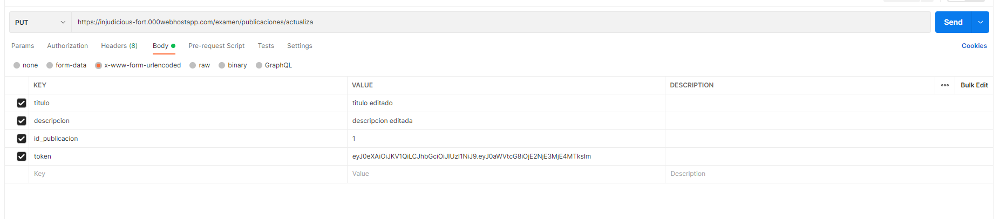 PUT https://injudicious-fort.000webhostapp.com/examen/publicaciones/actualiza Send
Params Authorization Headers (8) Body Pre-request Script Tests Settings Cookies
none form-data x-www-form-urlencoded raw binary GraphQL
KEY VALUE DESCRIPTION Bulk Edit
titulo titulo editado
descripcion descripcion editada
id_publicacion 1
token eyJ0eXAiOiJKV1QiLCJhbGciOiJIUzI1NiJ9.eyJ0aWVtcG8iOjE2NjE3MjE4MTksIm
Key Value Description